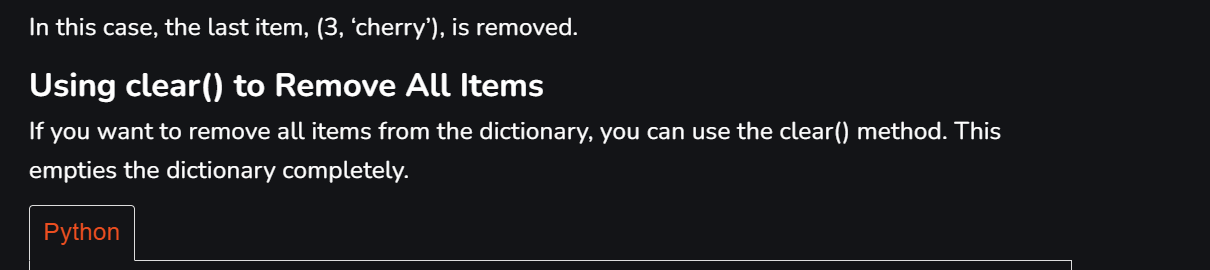 In this case, the last item, (3, ‘cherry’), is removed.
Using clear() to Remove All Items
If you want to remove all items from the dictionary, you can use the clear() method. This
empties the dictionary completely.
Python